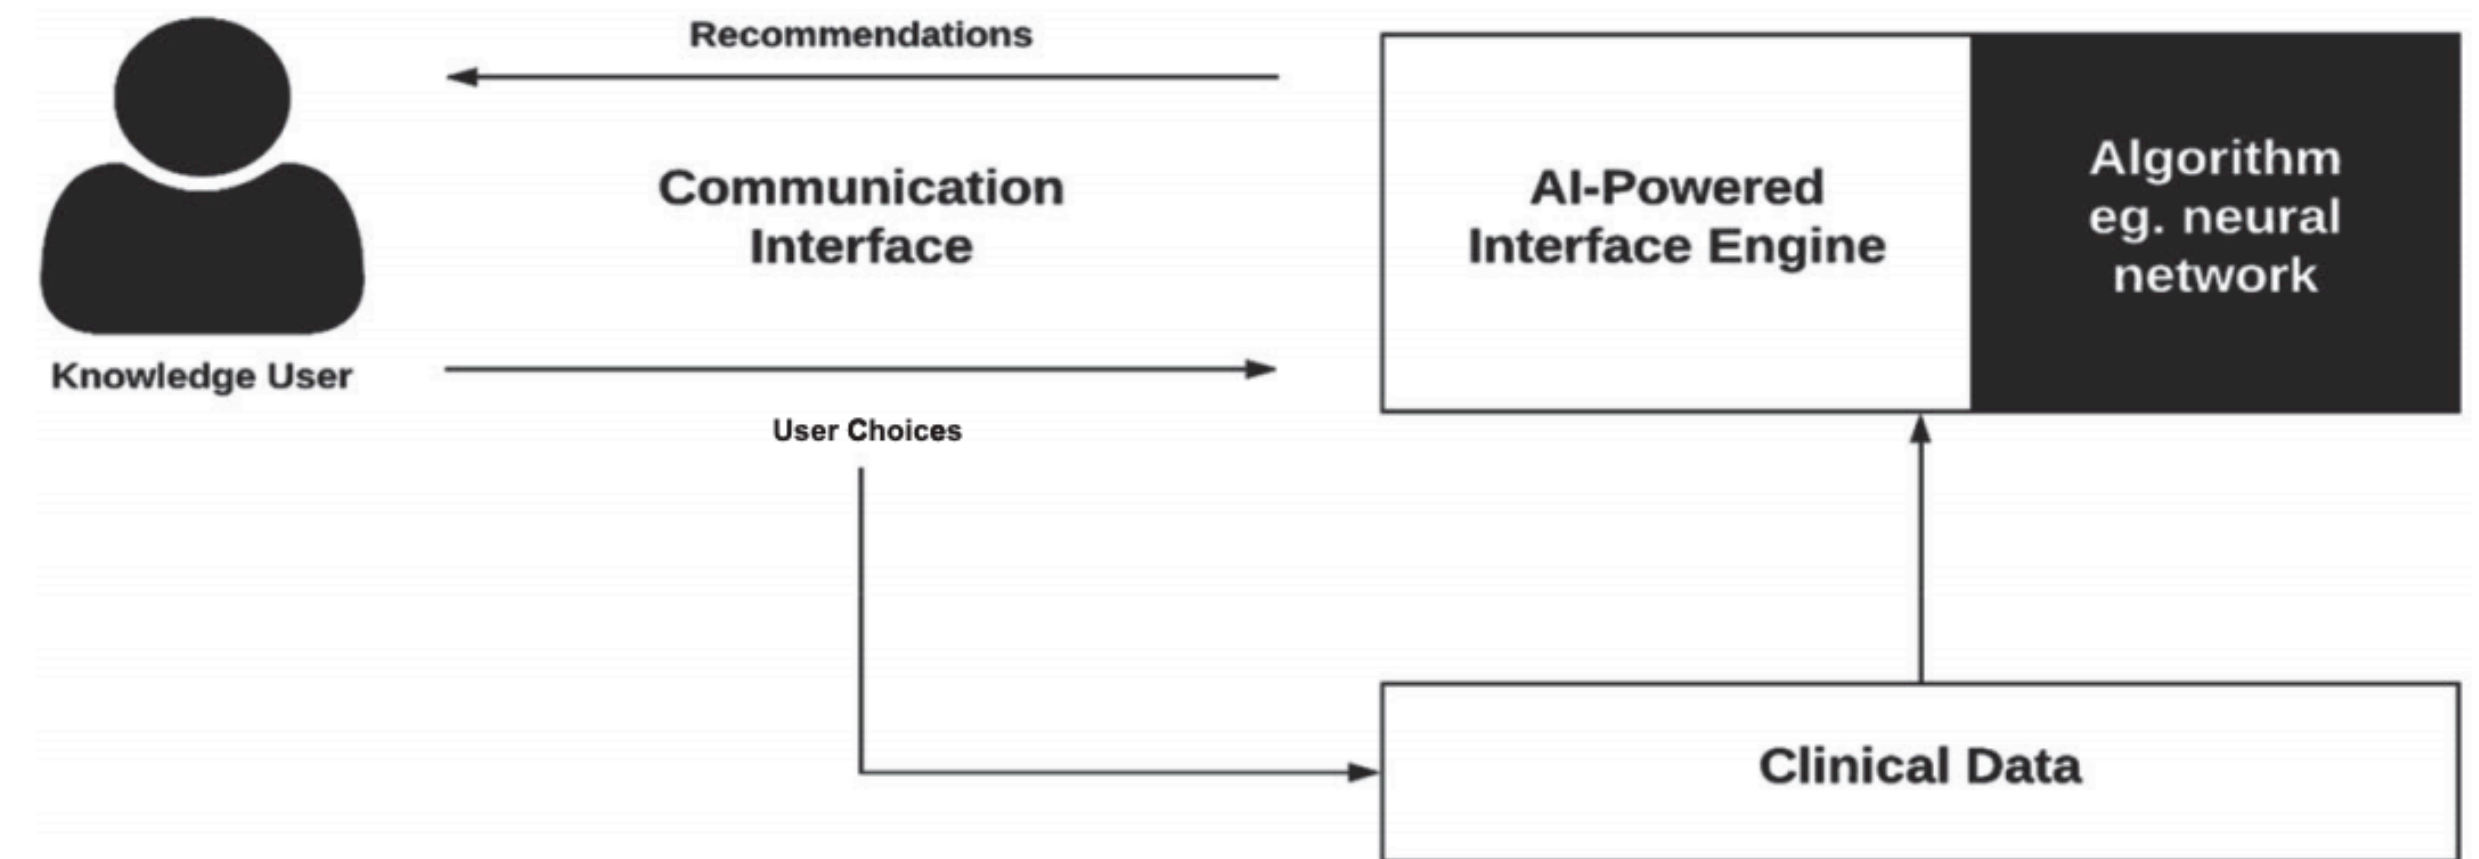 Recommendations
Communication
Interface
Knowledge User
User Choices
AI-Powered
Interface Engine
Algorithm
eg. neural
network
Clinical Data